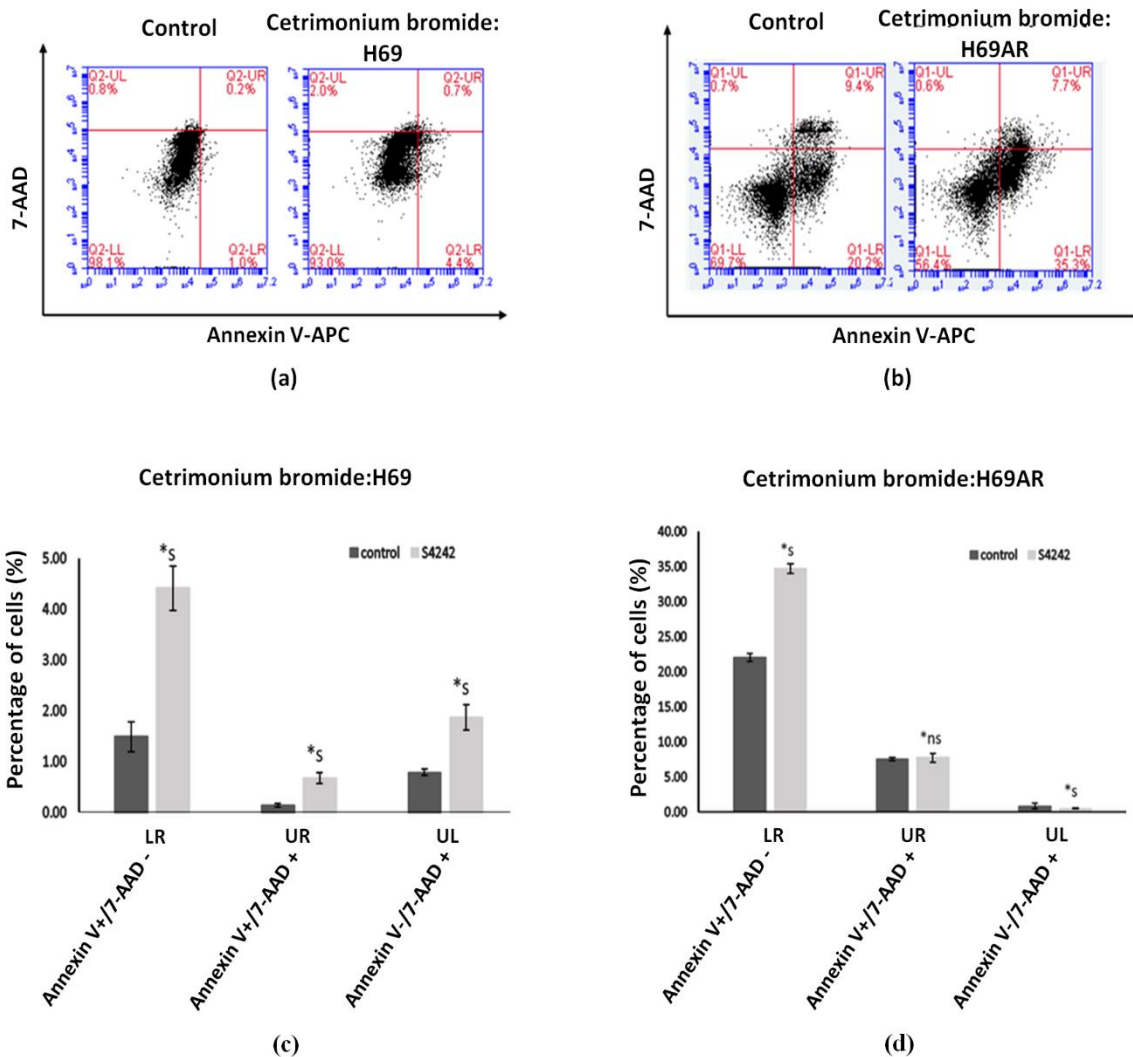 Control
Cetrimonium bromide:
H69
Q2-UL
0.8%
Q2-UR
0.2%
Q2-LL
98.1%
Q2-LR
1.0%
Q2-UL
2.0%
Q2-UR
0.7%
Q2-LL
93.0%
Q2-LR
4.4%
7-AAD
Annexin V-APC
(a)
Control
Cetrimonium bromide:
H69AR
Q1-UL
0.7%
Q1-UR
9.4%
Q1-LL
69.7%
Q1-LR
20.2%
Q1-UL
0.6%
Q1-UR
7.7%
Q1-LL
56.4%
Q1-LR
35.3%
7-AAD
Annexin V-APC
(b)
Cetrimonium bromide:H69
control S4242
Percentage of cells (%)
5.00
4.00
3.00
2.00
1.00
0.00
*s
*s
*s
LR
UR
UL
Annexin V+/7-AAD -
Annexin V+/7-AAD +
Annexin V-/7-AAD +
(c)
Cetrimonium bromide:H69AR
control S4242
Percentage of cells (%)
40.00
35.00
30.00
25.00
20.00
15.00
10.00
5.00
0.00
*s
*ns
*s
LR
UR
UL
Annexin V+/7-AAD -
Annexin V+/7-AAD +
Annexin V-/7-AAD +
(d)